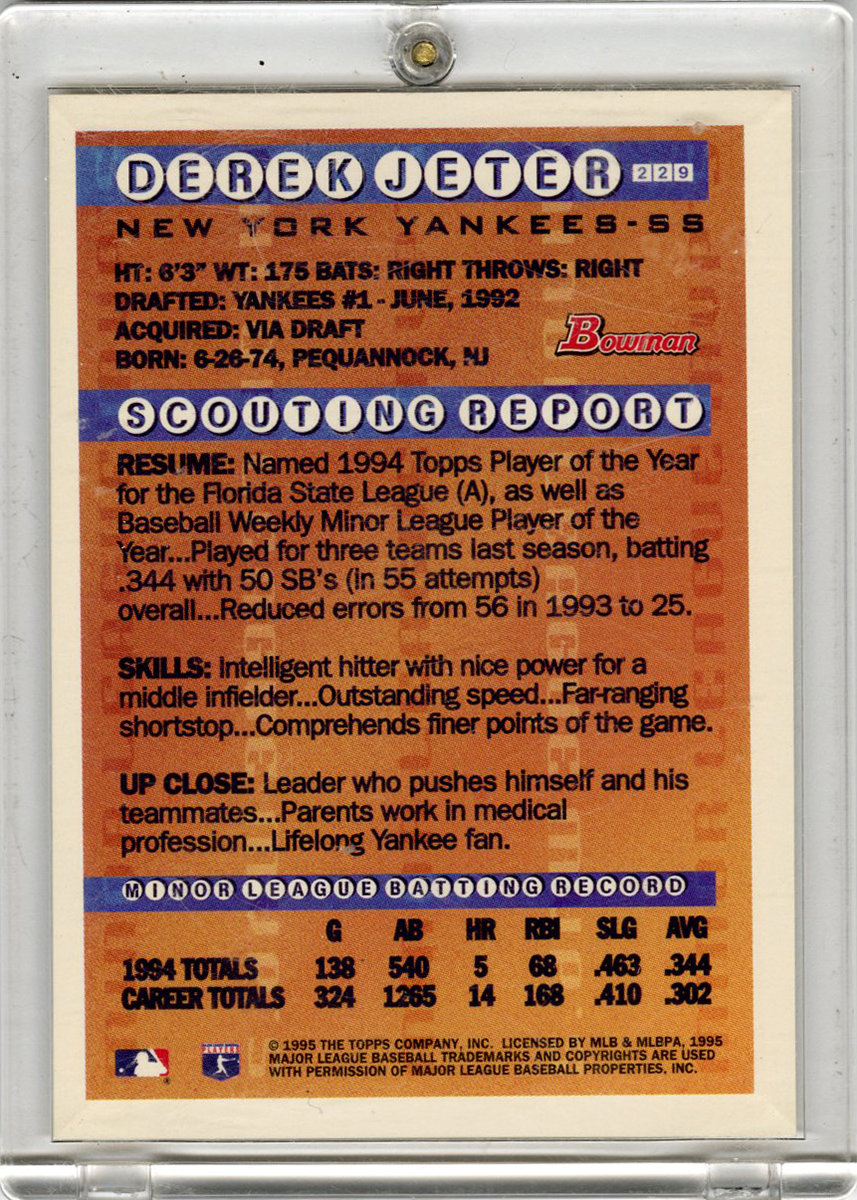 DEREK JETER 229
NEW YORK YANKEES-SS
HT: 6'3" WT: 175 BATS: RIGHT THROWS: RIGHT
DRAFTED: YANKEES #1 - JUNE, 1992
ACQUIRED: VIA DRAFT
BORN: 6-26-74, PEQUANNOCK, NJ
Bowman
SCOUTING REPORT
RESUME: Named 1994 Topps Player of the Year
for the Florida State League (A), as well as
Baseball Weekly Minor League Player of the
Year...Played for three teams last season, batting
.344 with 50 SB's (in 55 attempts)
overall...Reduced errors from 56 in 1993 to 25.
SKILLS: Intelligent hitter with nice power for a
middle infielder...Outstanding speed...Far-ranging
shortstop...Comprehends finer points of the game.
UP CLOSE: Leader who pushes himself and his
teammates...Parents work in medical
profession...Lifelong Yankee fan.
MINOR LEAGUE BATTING RECORD
G AB HR RBI SLG AVG
1994 TOTALS 138 540 5 68 .463 .344
CAREER TOTALS 324 1265 14 168 .410 .302
PLAYERS
© 1995 THE TOPPS COMPANY, INC. LICENSED BY MLB & MLBPA, 1995
MAJOR LEAGUE BASEBALL TRADEMARKS AND COPYRIGHTS ARE USED
WITH PERMISSION OF MAJOR LEAGUE BASEBALL PROPERTIES, INC.